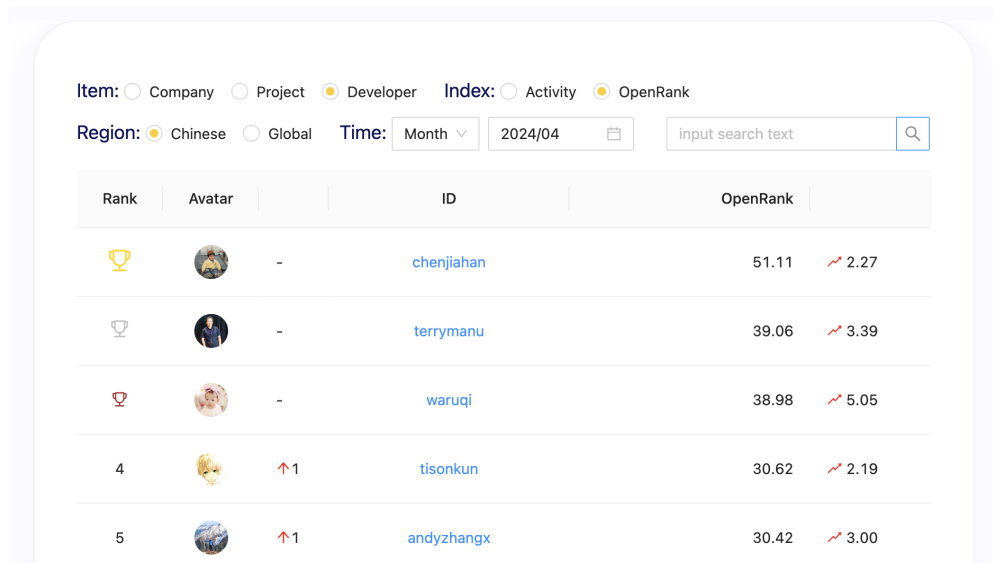 Item: Company Project Developer Index: Activity OpenRank
Region: Chinese Global Time: Month 2024/04 input search text
Rank Avatar ID OpenRank
- chenjiahan 51.11 2.27
- terrymanu 39.06 3.39
- waruqi 38.98 5.05
4 1 tisonkun 30.62 2.19
5 1 andyzhangx 30.42 3.00